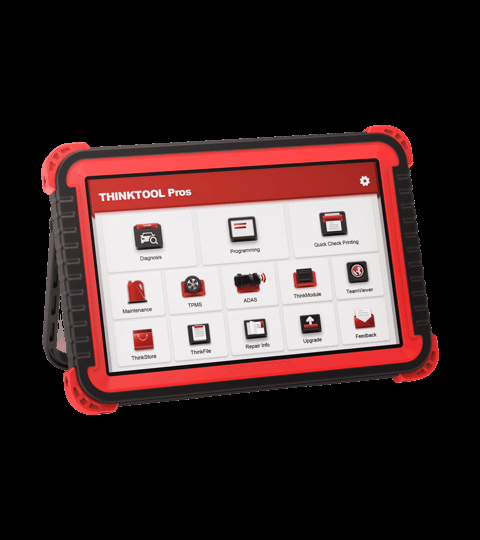 THINKTOOL Pros
Diagnosis
Programming
Quick Check Printing
Maintenance
TPMS
ADAS
ThinkModule
TeamViewer
ThinkStore
ThinkFile
Repair Info
Upgrade
Feedback